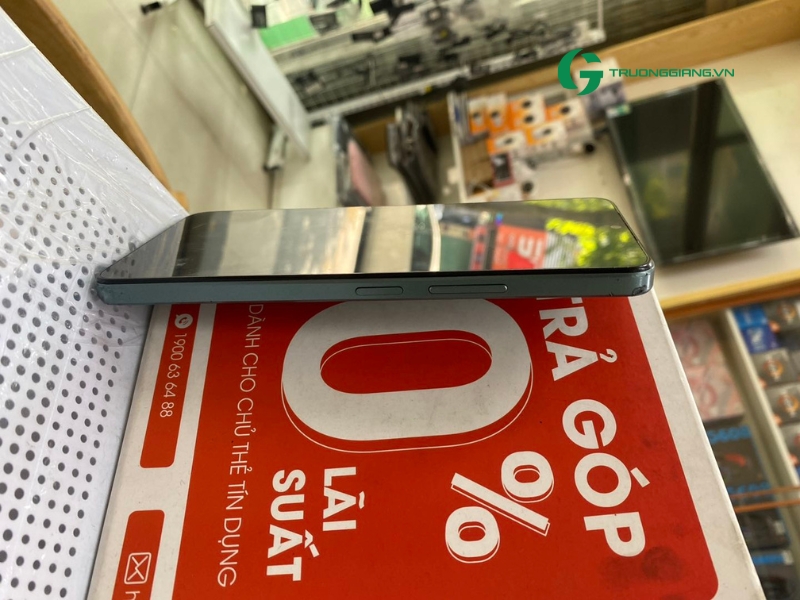 TRUONGGIANG.VN
TRẢ GÓP
0%
LÃI
SUẤT
DÀNH CHO CHỦ THẺ TÍN DỤNG
1900 63 64 88